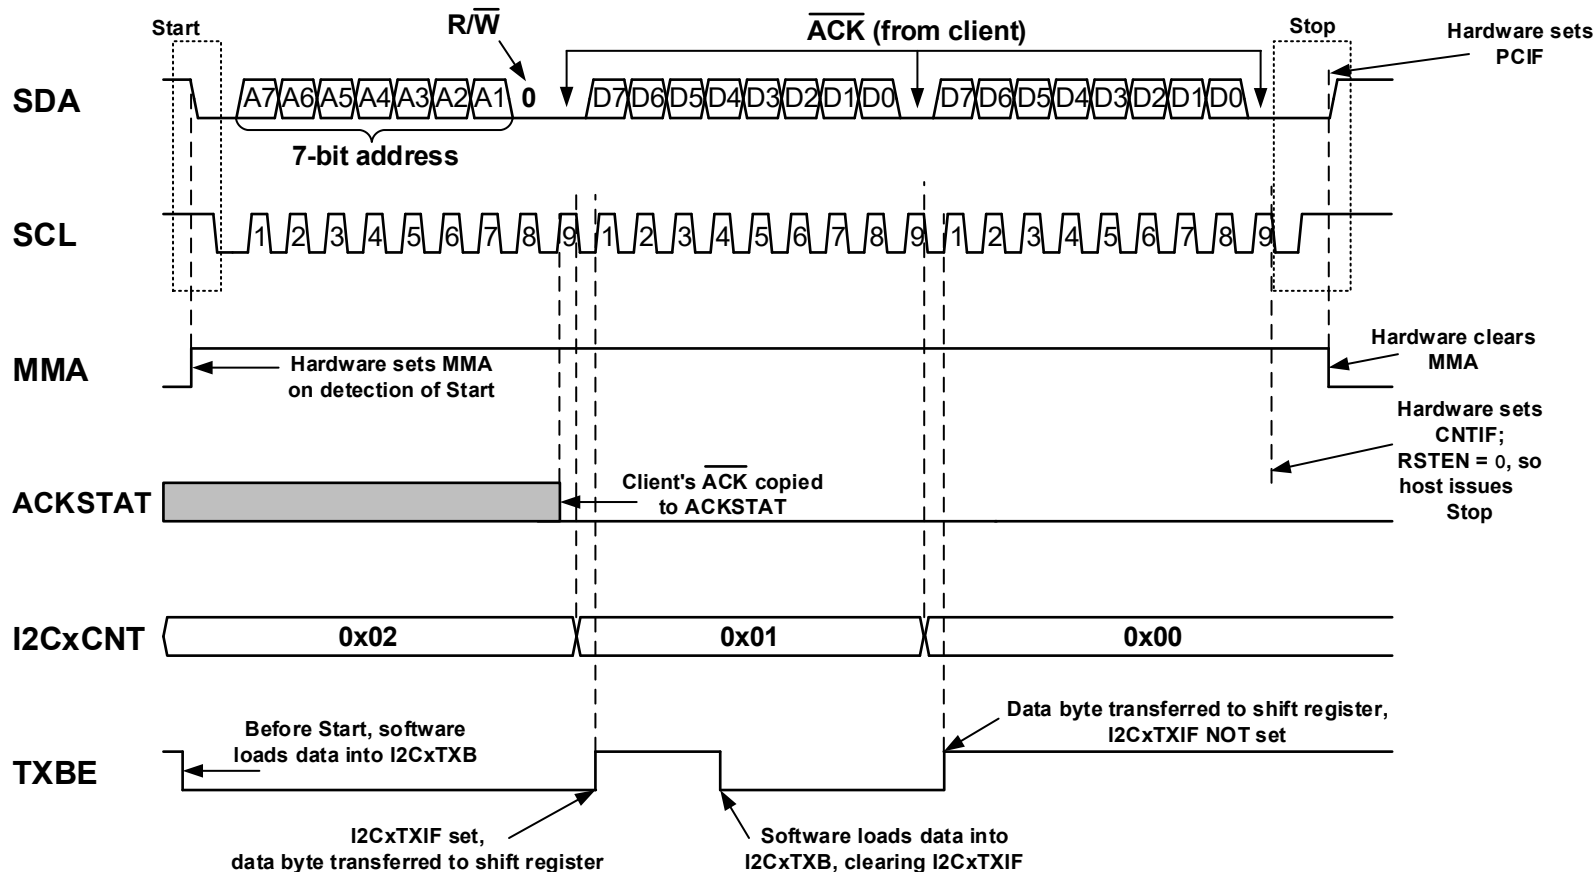 Start
R/W
ACK (from client)
Stop
Hardware sets
PCIF
SDA
A7 A6 A5 A4 A3 A2 A1 0 D7 D6 D5 D4 D3 D2 D1 D0 D7 D6 D5 D4 D3 D2 D1 D0
7-bit address
SCL
1 2 3 4 5 6 7 8 9 1 2 3 4 5 6 7 8 9 1 2 3 4 5 6 7 8 9
MMA
Hardware sets MMA
on detection of Start
Hardware clears
MMA
Hardware sets
CNTIF;
RSTEN = 0, so
host issues
Stop
ACKSTAT
Client's ACK copied
to ACKSTAT
I2CxCNT
0x02
0x01
0x00
TXBE
Before Start, software
loads data into I2CxTXB
Data byte transferred to shift register,
I2CxTXIF NOT set
I2CxTXIF set,
data byte transferred to shift register
Software loads data into
I2CxTXB, clearing I2CxTXIF